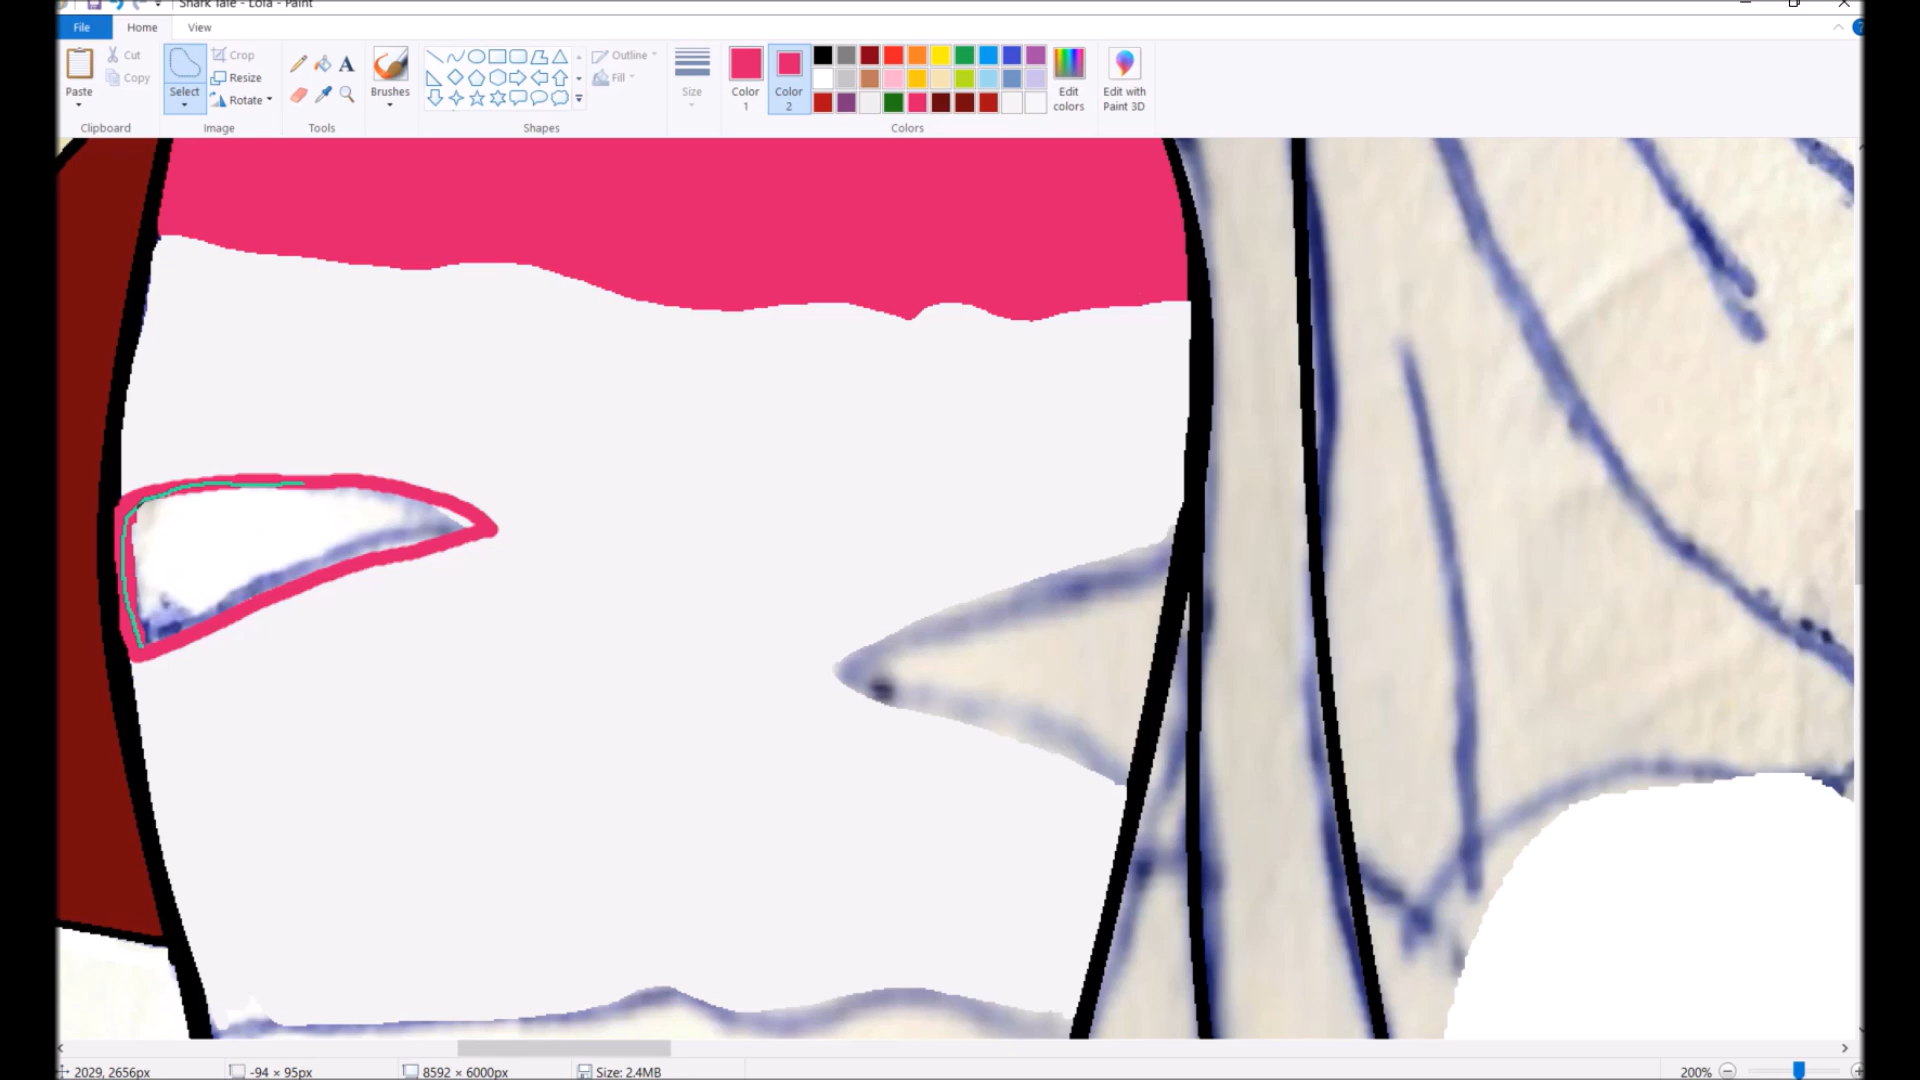 Shark Tale - Lola - Paint
File Home View
Paste
Cut
Copy
Clipboard
Select
Crop
Resize
Rotate
Image
Tools
Brushes
Shapes
Outline
Fill
Size
Color 1
Color 2
Colors
Edit colors
Edit with Paint 3D
2029, 2656px
-94 × 95px
8592 × 6000px
Size: 2.4MB
200%